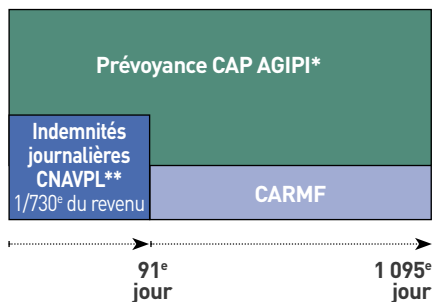 Prévoyance CAP AGIPI*
Indemnités
journalières
CNAVPL**
1/730e du revenu
CARMF
91e
jour
1 095e
jour